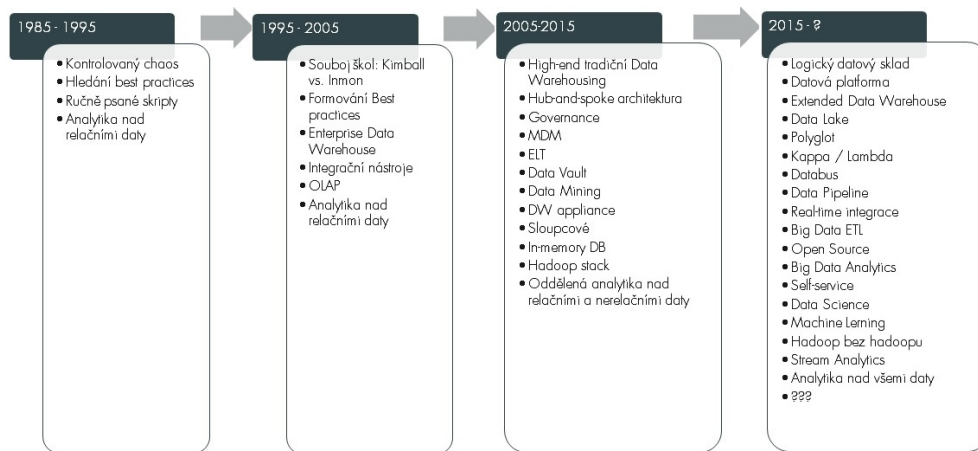 1985 - 1995
• Kontrolovaný chaos
• Hledání best practices
• Ručně psané skripty
• Analytika nad
relačními daty
1995 - 2005
• Souboj škol: Kimball
vs. Inmon
• Formování Best
practices
• Enterprise Data
Warehouse
• Integrační nástroje
• OLAP
• Analytika nad
relačními daty
2005-2015
• High-end tradiční Data
Warehousing
• Hub-and-spoke architektura
• Governance
• MDM
• ELT
• Data Vault
• Data Mining
• DW appliance
• Sloupcové
• In-memory DB
• Hadoop stack
• Oddělená analytika nad
relačními a nerelačními daty
2015 - ?
• Logický datový sklad
• Datová platforma
• Extended Data Warehouse
• Data Lake
• Polyglot
• Kappa / Lambda
• Databus
• Data Pipeline
• Real-time integrace
• Big Data ETL
• Open Source
• Big Data Analytics
• Self-service
• Data Science
• Machine Lerning
• Hadoop bez hadoopu
• Stream Analytics
• Analytika nad všemi daty
• ???